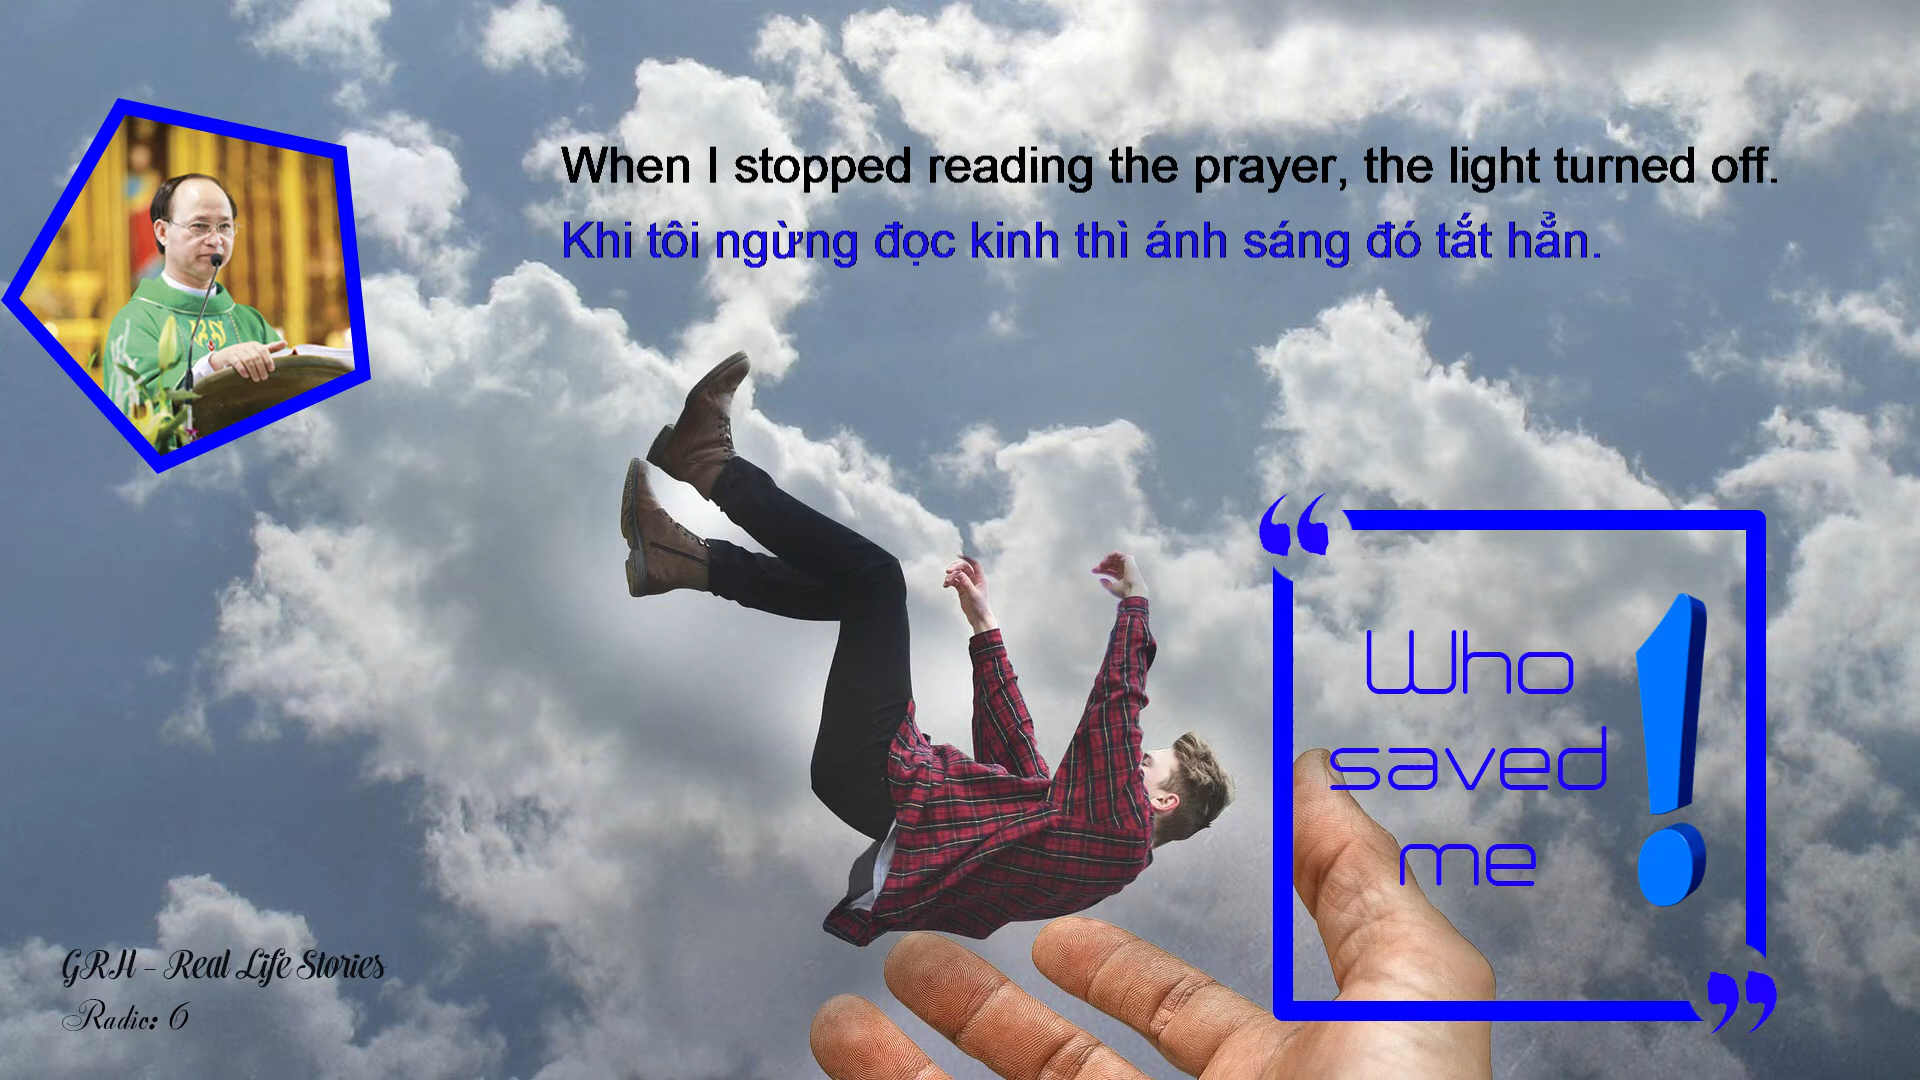 When I stopped reading the prayer, the light turned off.
Khi tôi ngừng đọc kinh thì ánh sáng đó tắt hẳn.
“ Who
saved
me ! ”
GRH - Real Life Stories
Radio: 6